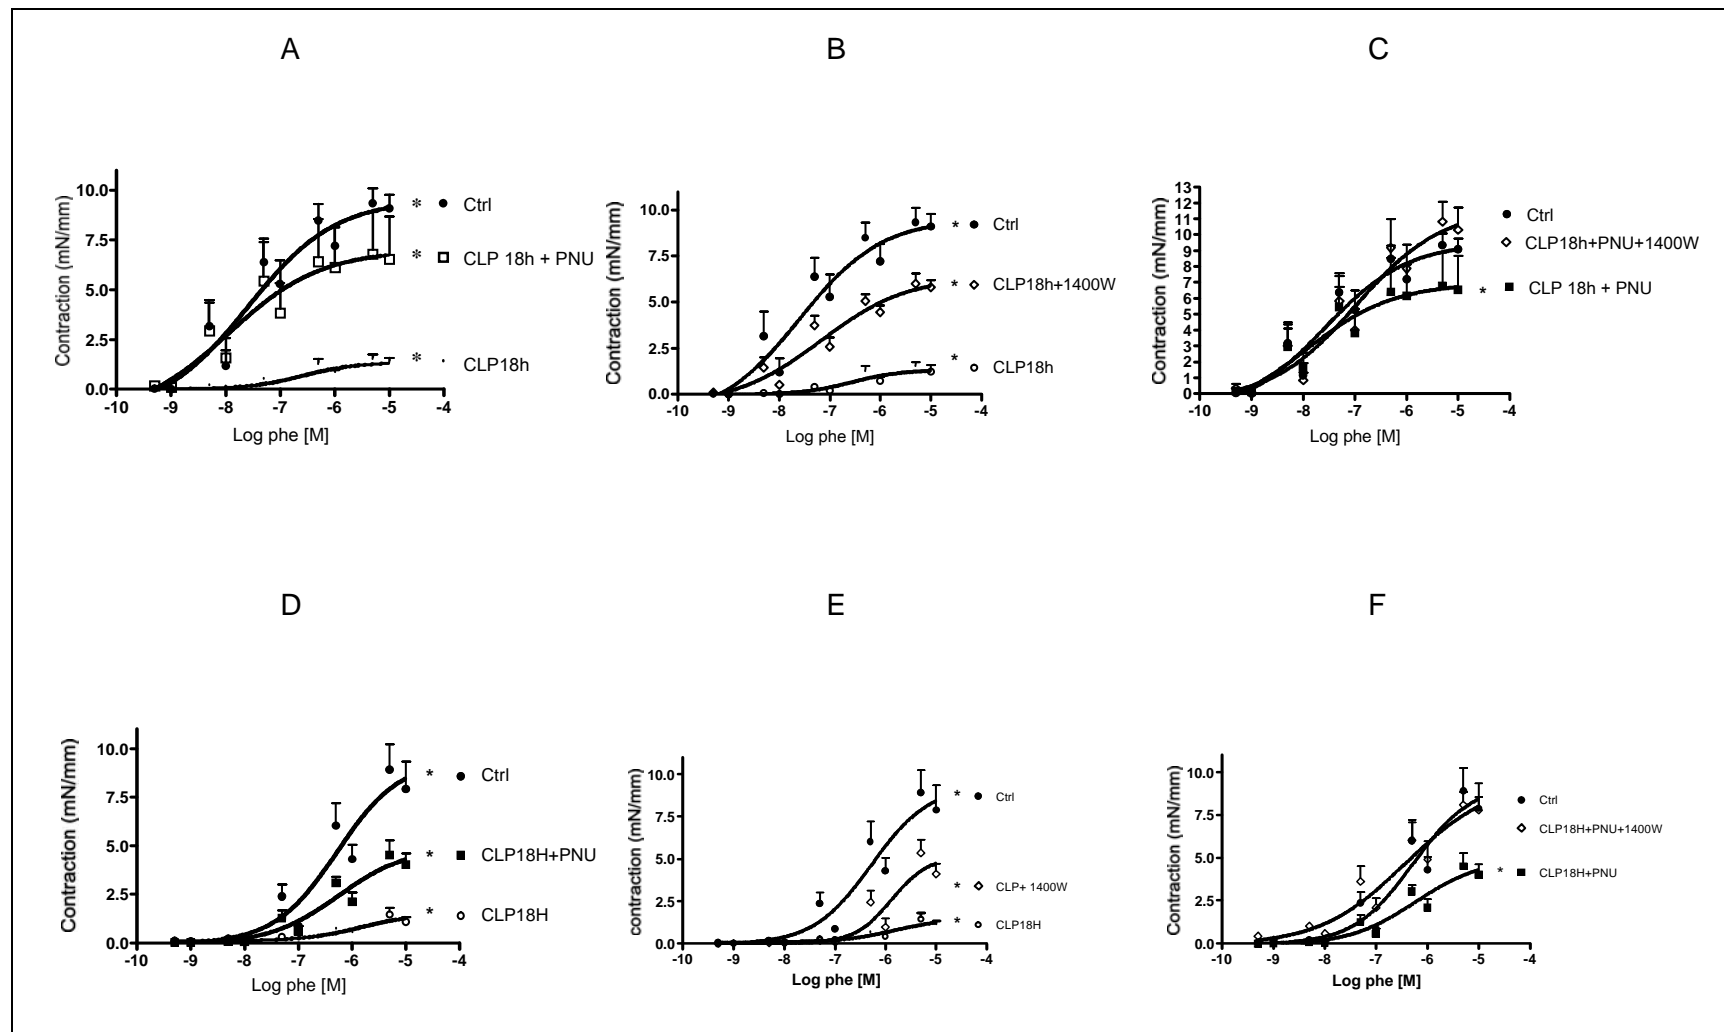 A
Contraction (mN/mm)
10.0
7.5
5.0
2.5
0.0
-10 -9 -8 -7 -6 -5 -4
Log phe [M]
* Ctrl
* CLP 18h + PNU
* CLP18h
B
Contraction (mN/mm)
10.0
7.5
5.0
2.5
0.0
-10 -9 -8 -7 -6 -5 -4
Log phe [M]
* Ctrl
* CLP18h+1400W
* CLP18h
C
Contraction (mN/mm)
13
12
11
10
9
8
7
6
5
4
3
2
1
0
-10 -9 -8 -7 -6 -5 -4
Log phe [M]
Ctrl
CLP18h+PNU+1400W
* CLP 18h + PNU
D
Contraction (mN/mm)
10.0
7.5
5.0
2.5
0.0
-10 -9 -8 -7 -6 -5 -4
Log phe [M]
* Ctrl
* CLP18H+PNU
* CLP18H
E
contraction (mN/mm)
10.0
7.5
5.0
2.5
0.0
-10 -9 -8 -7 -6 -5 -4
Log phe [M]
* Ctrl
* CLP+ 1400W
* CLP18H
F
Contraction (mN/mm)
10.0
7.5
5.0
2.5
0.0
-10 -9 -8 -7 -6 -5 -4
Log phe [M]
Ctrl
CLP18H+PNU+1400W
* CLP18H+PNU